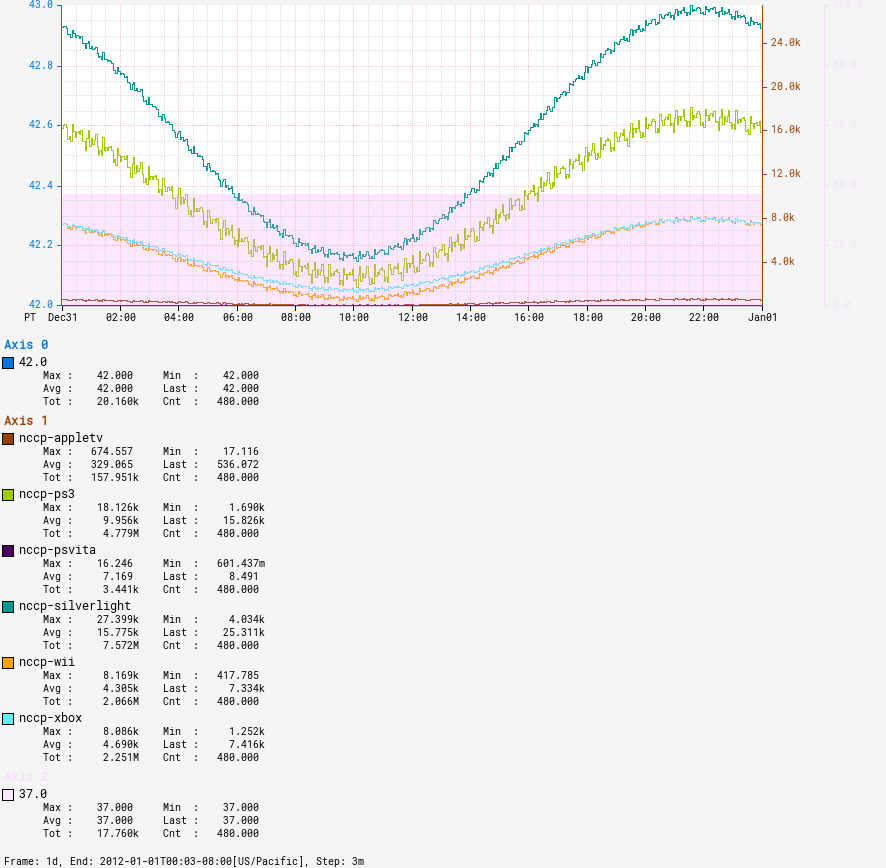 43.0
42.8
42.6
42.4
42.2
42.0
24.0k
20.0k
16.0k
12.0k
8.0k
4.0k
100.0
80.0
60.0
40.0
20.0
0.0
PT Dec31 02:00 04:00 06:00 08:00 10:00 12:00 14:00 16:00 18:00 20:00 22:00 Jan01
Axis 0
42.0
Max : 42.000 Min : 42.000
Avg : 42.000 Last : 42.000
Tot : 20.160k Cnt : 480.000
Axis 1
nccp-appletv
Max : 674.557 Min : 17.116
Avg : 329.065 Last : 536.072
Tot : 157.951k Cnt : 480.000
nccp-ps3
Max : 18.126k Min : 1.690k
Avg : 9.956k Last : 15.826k
Tot : 4.779M Cnt : 480.000
nccp-psvita
Max : 16.246 Min : 601.437m
Avg : 7.169 Last : 8.491
Tot : 3.441k Cnt : 480.000
nccp-silverlight
Max : 27.399k Min : 4.034k
Avg : 15.775k Last : 25.311k
Tot : 7.572M Cnt : 480.000
nccp-wii
Max : 8.169k Min : 417.785
Avg : 4.305k Last : 7.334k
Tot : 2.066M Cnt : 480.000
nccp-xbox
Max : 8.086k Min : 1.252k
Avg : 4.690k Last : 7.416k
Tot : 2.251M Cnt : 480.000
Axis 2
37.0
Max : 37.000 Min : 37.000
Avg : 37.000 Last : 37.000
Tot : 17.760k Cnt : 480.000
Frame: 1d, End: 2012-01-01T00:03-08:00[US/Pacific], Step: 3m